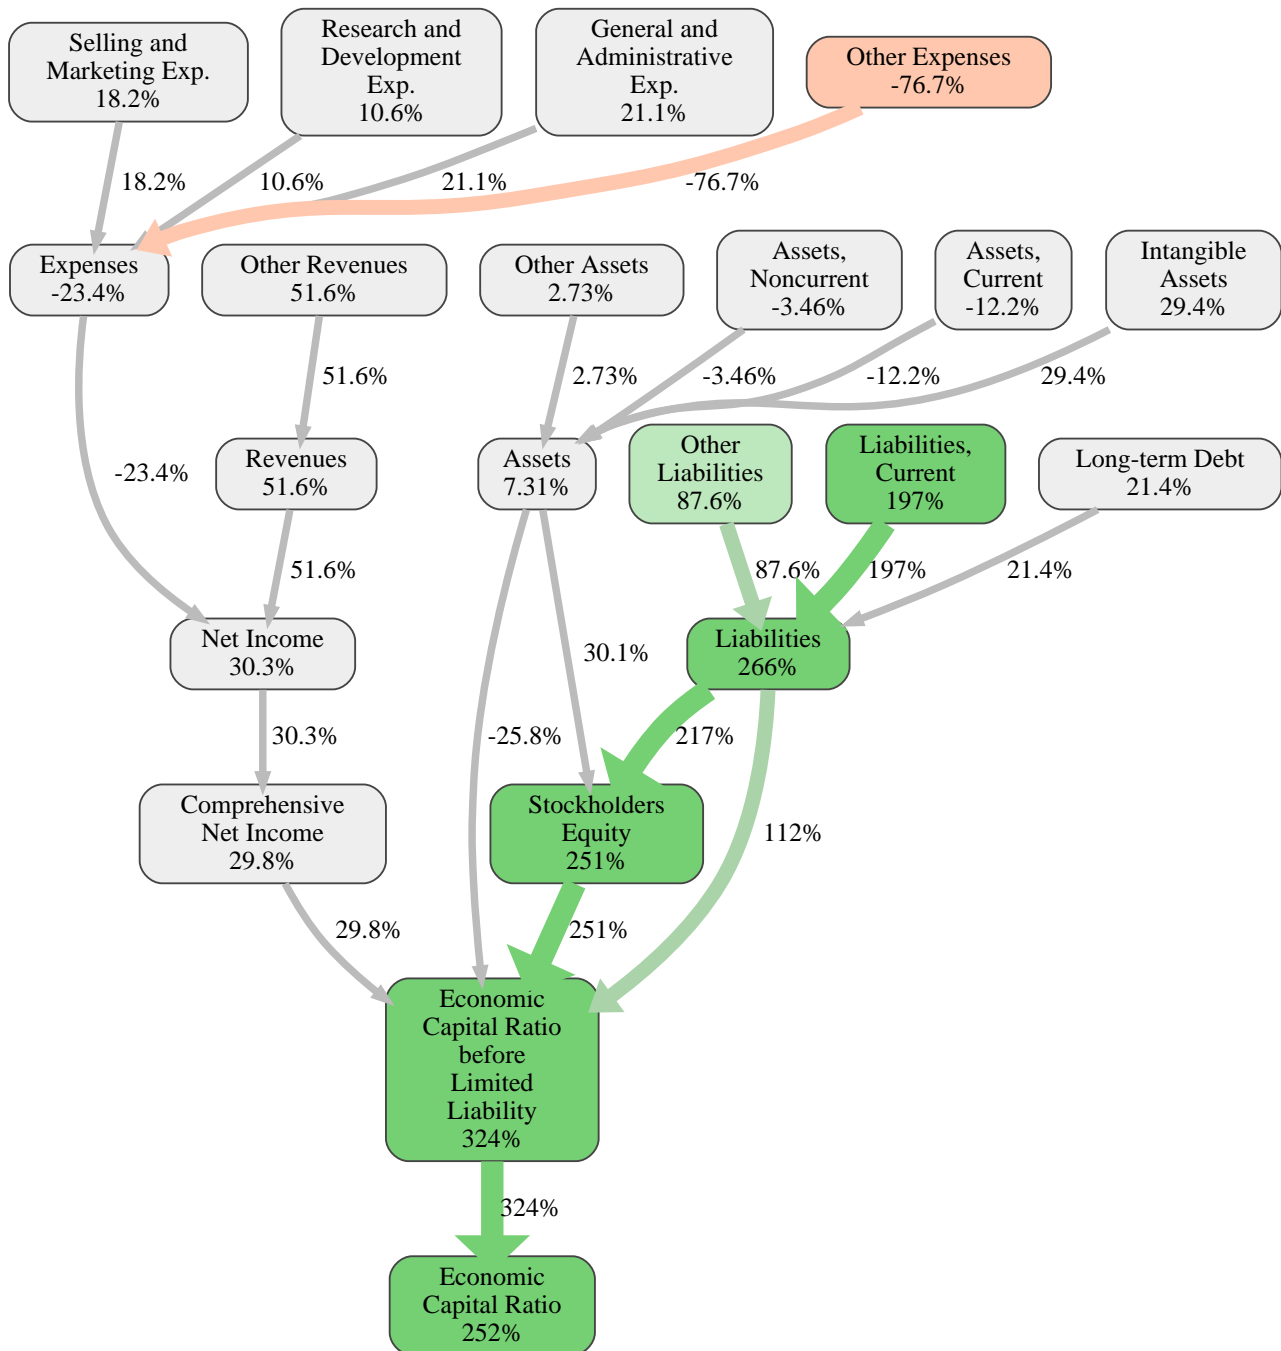 Selling and
Marketing Exp.
18.2%
Research and
Development
Exp.
10.6%
General and
Administrative
Exp.
21.1%
Other Expenses
-76.7%
18.2%
10.6%
21.1%
-76.7%
Expenses
-23.4%
Other Revenues
51.6%
Other Assets
2.73%
Assets,
Noncurrent
-3.46%
Assets,
Current
-12.2%
Intangible
Assets
29.4%
51.6%
2.73%
-3.46%
-12.2%
29.4%
-23.4%
Revenues
51.6%
Assets
7.31%
Other
Liabilities
87.6%
Liabilities,
Current
197%
Long-term Debt
21.4%
51.6%
87.6%
197%
21.4%
Net Income
30.3%
30.1%
Liabilities
266%
30.3%
-25.8%
217%
Comprehensive
Net Income
29.8%
Stockholders
Equity
251%
112%
29.8%
251%
Economic
Capital Ratio
before
Limited
Liability
324%
324%
Economic
Capital Ratio
252%